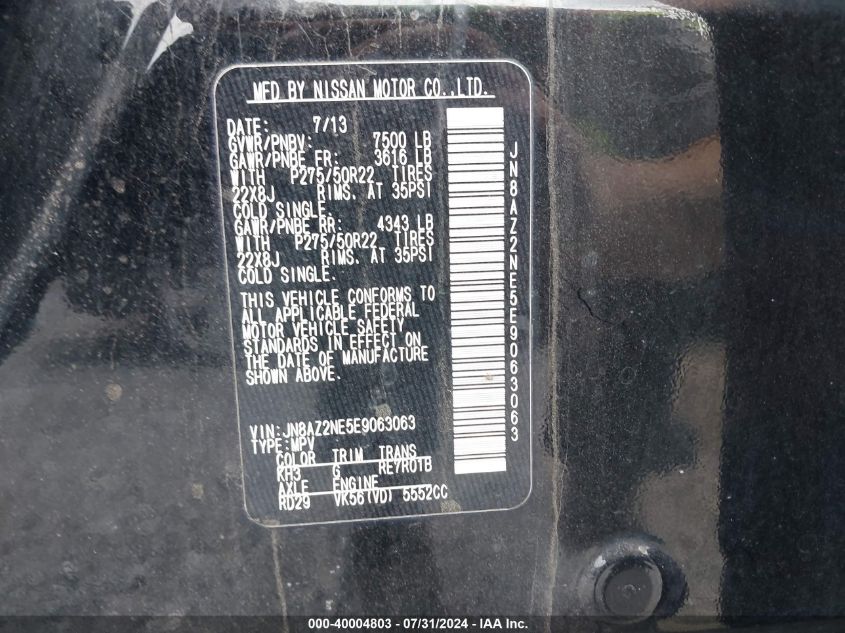 MFD BY NISSAN MOTOR CO.,LTD.
DATE: 7/13
GVWR/PNBV: 7500 LB
GAWR/PNBE FR: 3616 LB
WITH P275/50R22 TIRES
22X8J RIMS. AT 35PSI
COLD SINGLE.
GAWR/PNBE RR: 4343 LB
WITH P275/50R22 TIRES
22X8J RIMS. AT 35PSI
COLD SINGLE.
THIS VEHICLE CONFORMS TO
ALL APPLICABLE FEDERAL
MOTOR VEHICLE SAFETY
STANDARDS IN EFFECT ON
THE DATE OF MANUFACTURE
SHOWN ABOVE.
VIN: JN8AZ2NE5E9063063
TYPE: MPV
COLOR TRIM TRANS
KH3 G RE7R01B
AXLE ENGINE
RD29 VK56(VD) 5552CC
JN8AZ2NE5E9063063
000-40004803 / 07/31/2024 - IAA Inc.